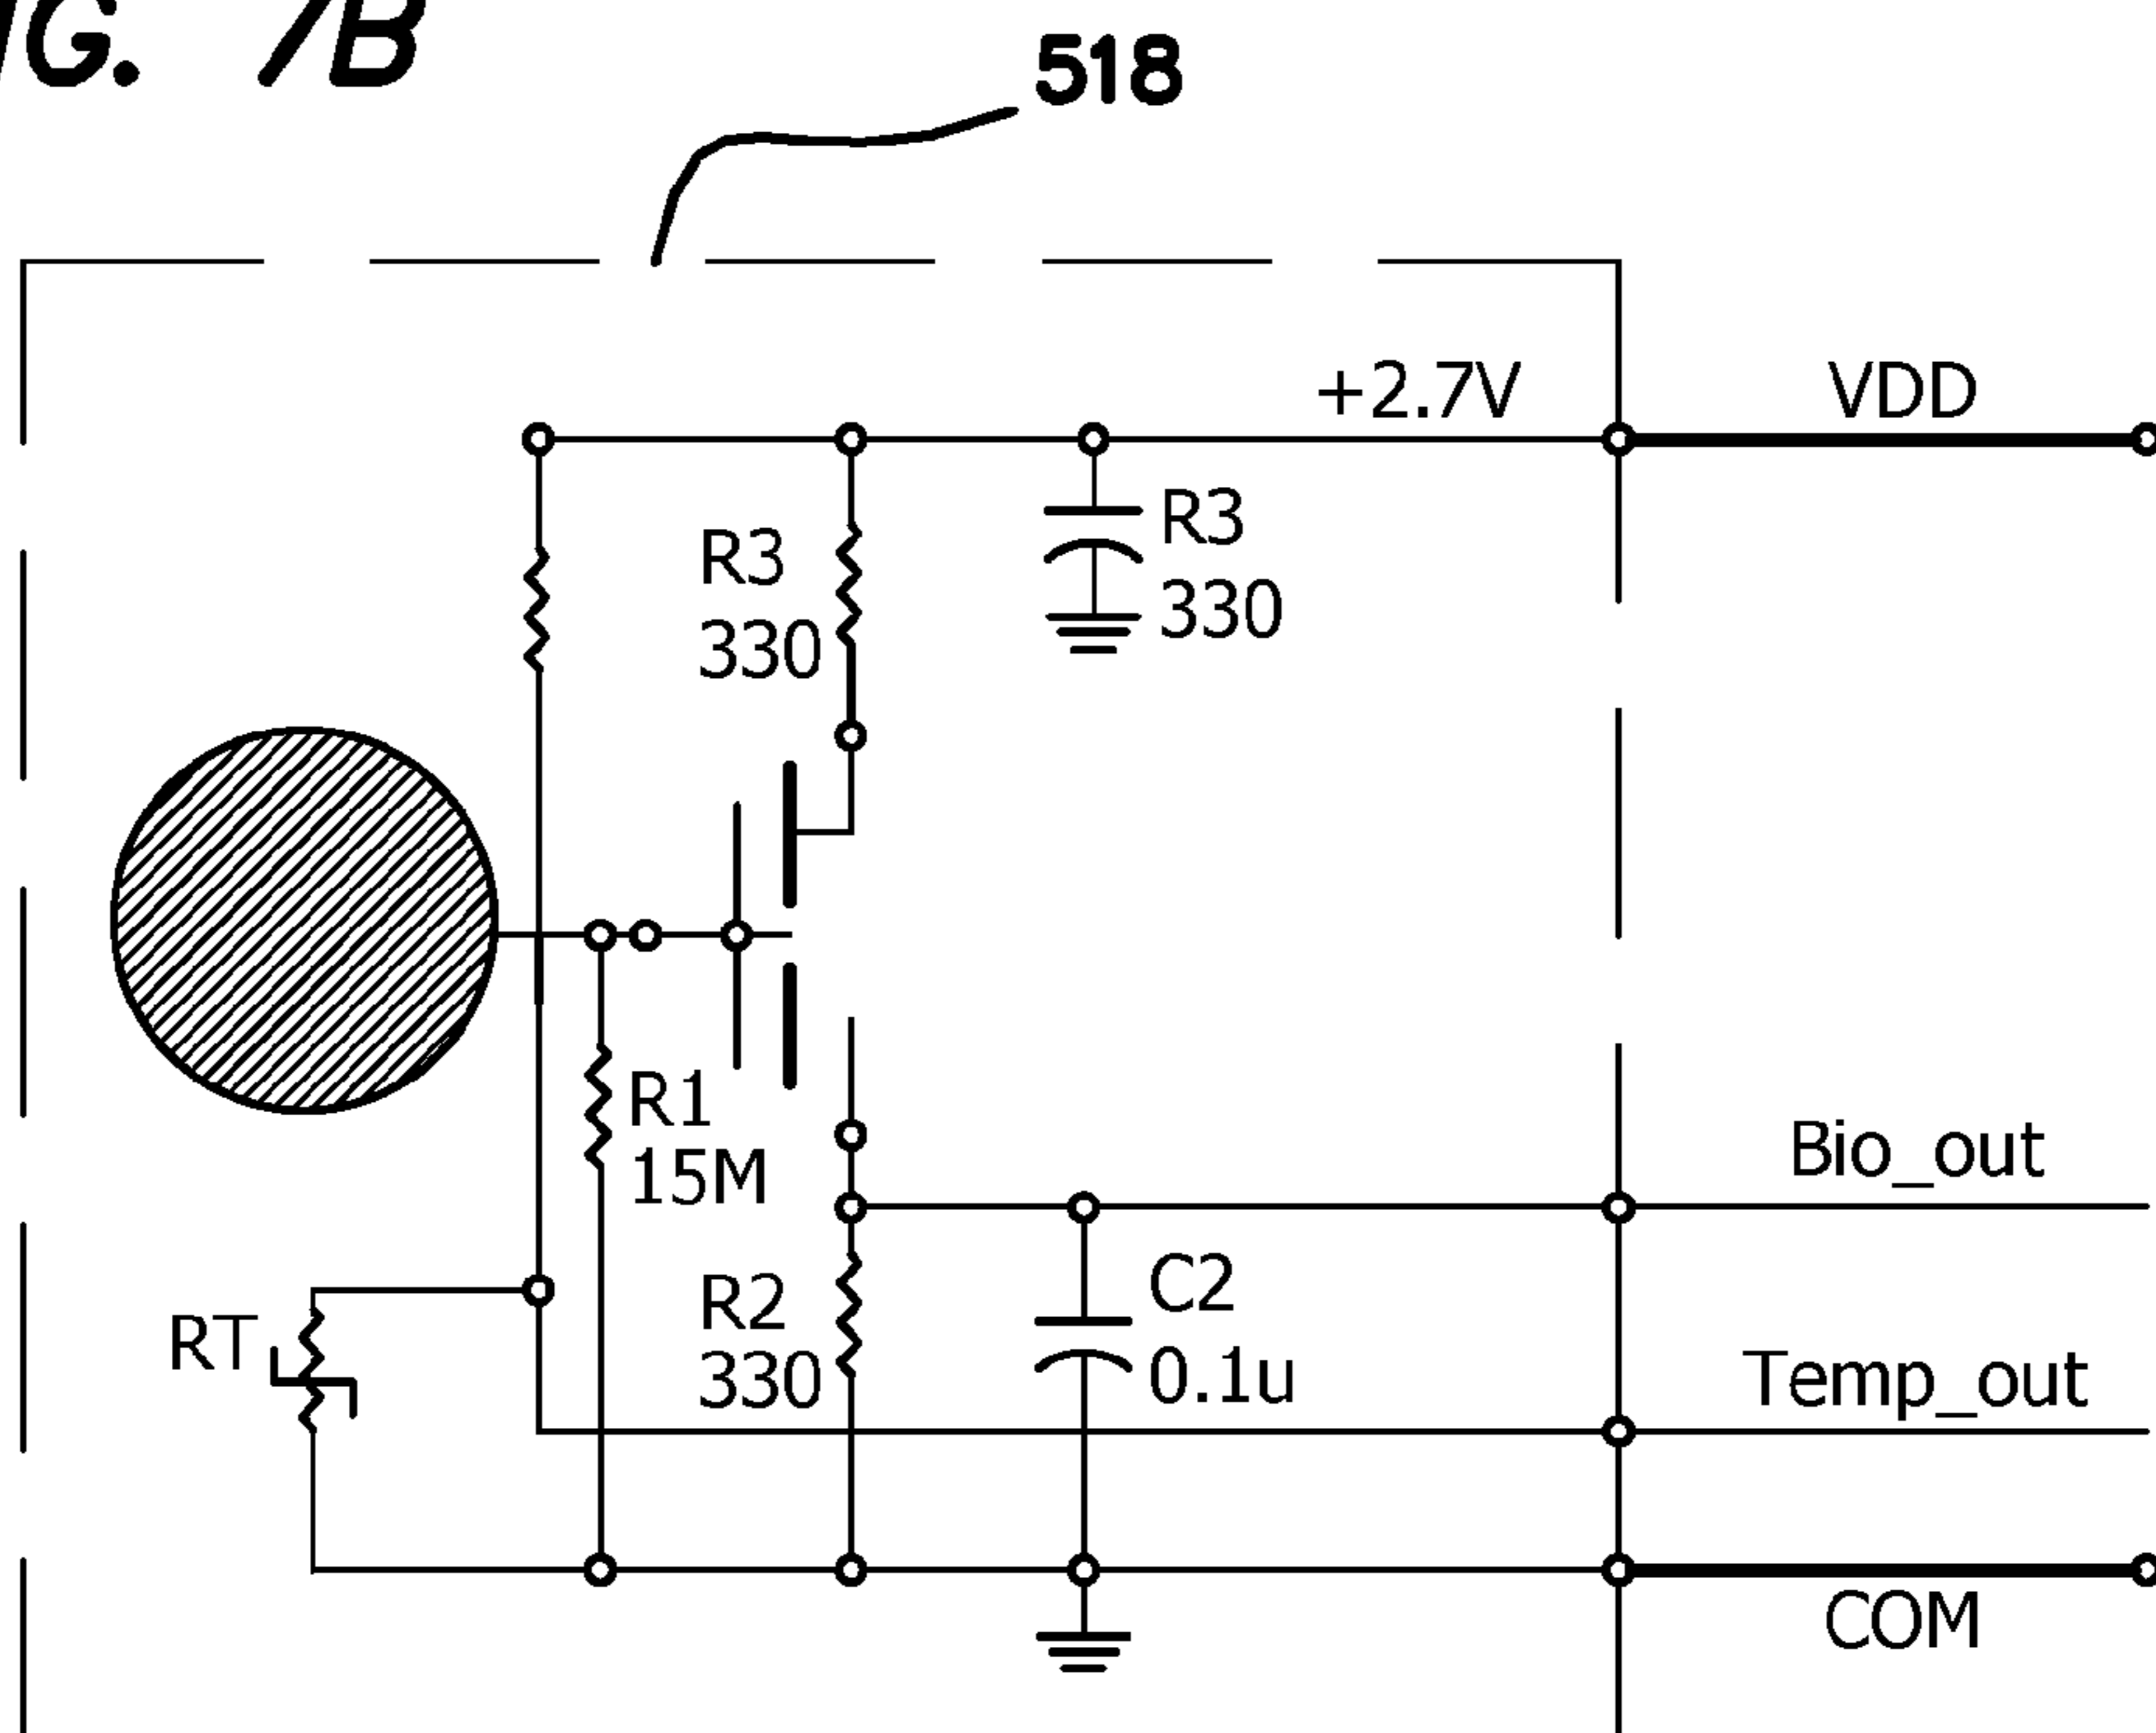 IG. 7B
518
+2.7V
VDD
R3
330
R3
330
R1
15M
Bio_out
R2
330
C2
0.1u
RT
Temp_out
COM